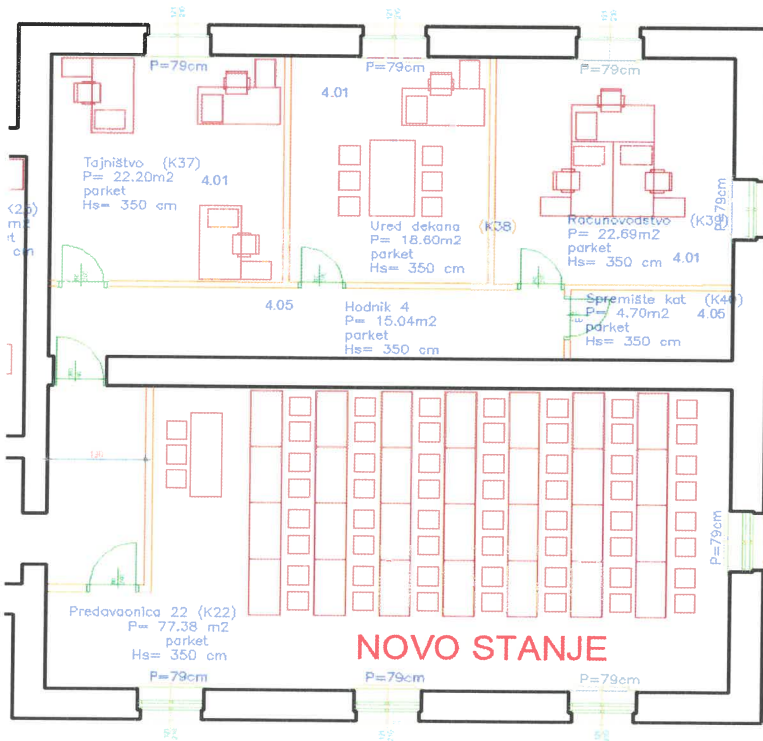 P=79cm
P=79cm
P=79cm
4.01
Tajništvo (K37)
P= 22.20m2
parket
Hs= 350 cm
4.01
Ured dekana (K38)
P= 18.60m2
parket
Hs= 350 cm
Računovodstvo (K39)
P= 22.69m2
parket
Hs= 350 cm
4.01
P=79cm
4.05
Hodnik 4
P= 15.04m2
parket
Hs= 350 cm
Spremište kat (K40)
P= 4.70m2
parket
Hs= 350 cm
4.05
P=79cm
Predavaonica 22 (K22)
P= 77.38 m2
parket
Hs= 350 cm
NOVO STANJE
P=79cm
P=79cm
P=79cm